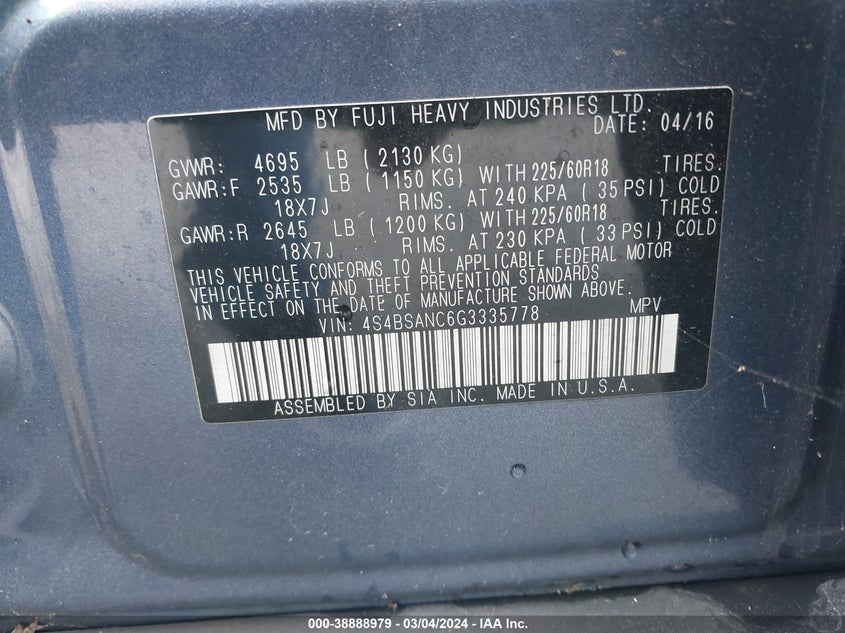 MFD BY FUJI HEAVY INDUSTRIES LTD.
DATE: 04/16
GVWR: 4695 LB ( 2130 KG)
GAWR:F 2535 LB ( 1150 KG) WITH 225/60R18 TIRES.
18X7J RIMS. AT 240 KPA ( 35 PSI) COLD
GAWR:R 2645 LB ( 1200 KG) WITH 225/60R18 TIRES.
18X7J RIMS. AT 230 KPA ( 33 PSI) COLD
THIS VEHICLE CONFORMS TO ALL APPLICABLE FEDERAL MOTOR
VEHICLE SAFETY AND THEFT PREVENTION STANDARDS
IN EFFECT ON THE DATE OF MANUFACTURE SHOWN ABOVE.
VIN: 4S4BSANC6G3335778 MPV
ASSEMBLED BY SIA INC. MADE IN U.S.A.
000-38888979 - 03/04/2024 - IAA Inc.